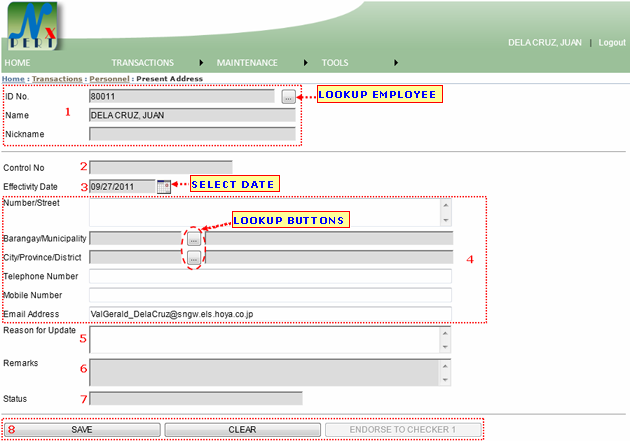 Nx
PERT
DELA CRUZ, JUAN | Logout
HOME TRANSACTIONS MAINTENANCE TOOLS
Home : Transactions : Personnel : Present Address
ID No. 80011 ... LOOKUP EMPLOYEE
1
Name DELA CRUZ, JUAN
Nickname
Control No 2
Effectivity Date 3 09/27/2011 SELECT DATE
Number/Street
LOOKUP BUTTONS
Barangay/Municipality ...
City/Province/District ... 4
Telephone Number
Mobile Number
Email Address ValGerald_DelaCruz@sngw.els.hoya.co.jp
Reason for Update
5
Remarks
6
Status 7
8 SAVE CLEAR ENDORSE TO CHECKER 1